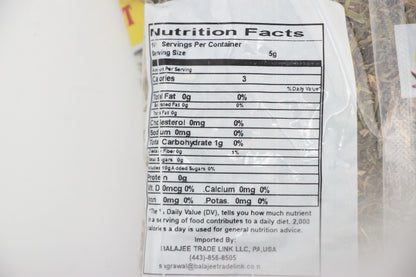 Nutrition Facts
Servings Per Container
Serving Size 5g
Per Serving
Calories 3
% Daily Value*
Total Fat 0g 0%
Saturated Fat 0g 0%
Trans Fat 0g
Cholesterol 0mg 0%
Sodium 0mg 0%
Total Carbohydrate 1g 0%
Dietary Fiber 0g 1%
Total Sugars 0g
Includes 0g Added Sugars 0%
Protein 0g
Vit. D 0mcg 0% .Calcium 0mg 0%
Iron. 0mg 0% .Potas. 0mg 0%
*The % Daily Value (DV), tells you how much nutrient
in a serving of food contributes to a daily diet. 2,000
calories a day is used for general nutrition advice.
Imported By:
BALAJEE TRADE LINK LLC, PA,USA
(443)-858-8505
sagrawal@balajeetradelink.com